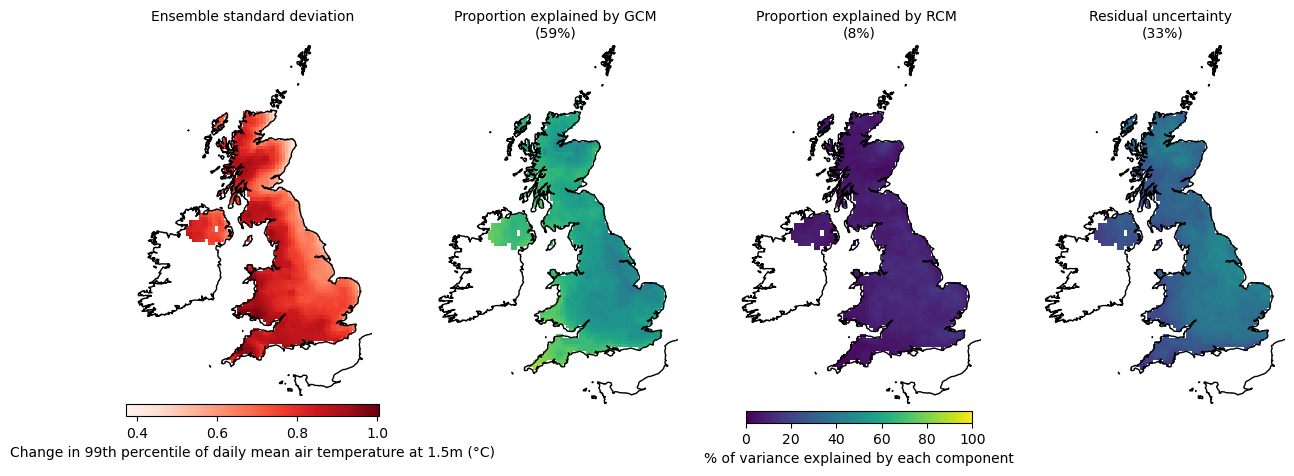 Ensemble standard deviation
Proportion explained by GCM
(59%)
Proportion explained by RCM
(8%)
Residual uncertainty
(33%)
0.4 0.6 0.8 1.0
Change in 99th percentile of daily mean air temperature at 1.5m (°C)
0 20 40 60 80 100
% of variance explained by each component